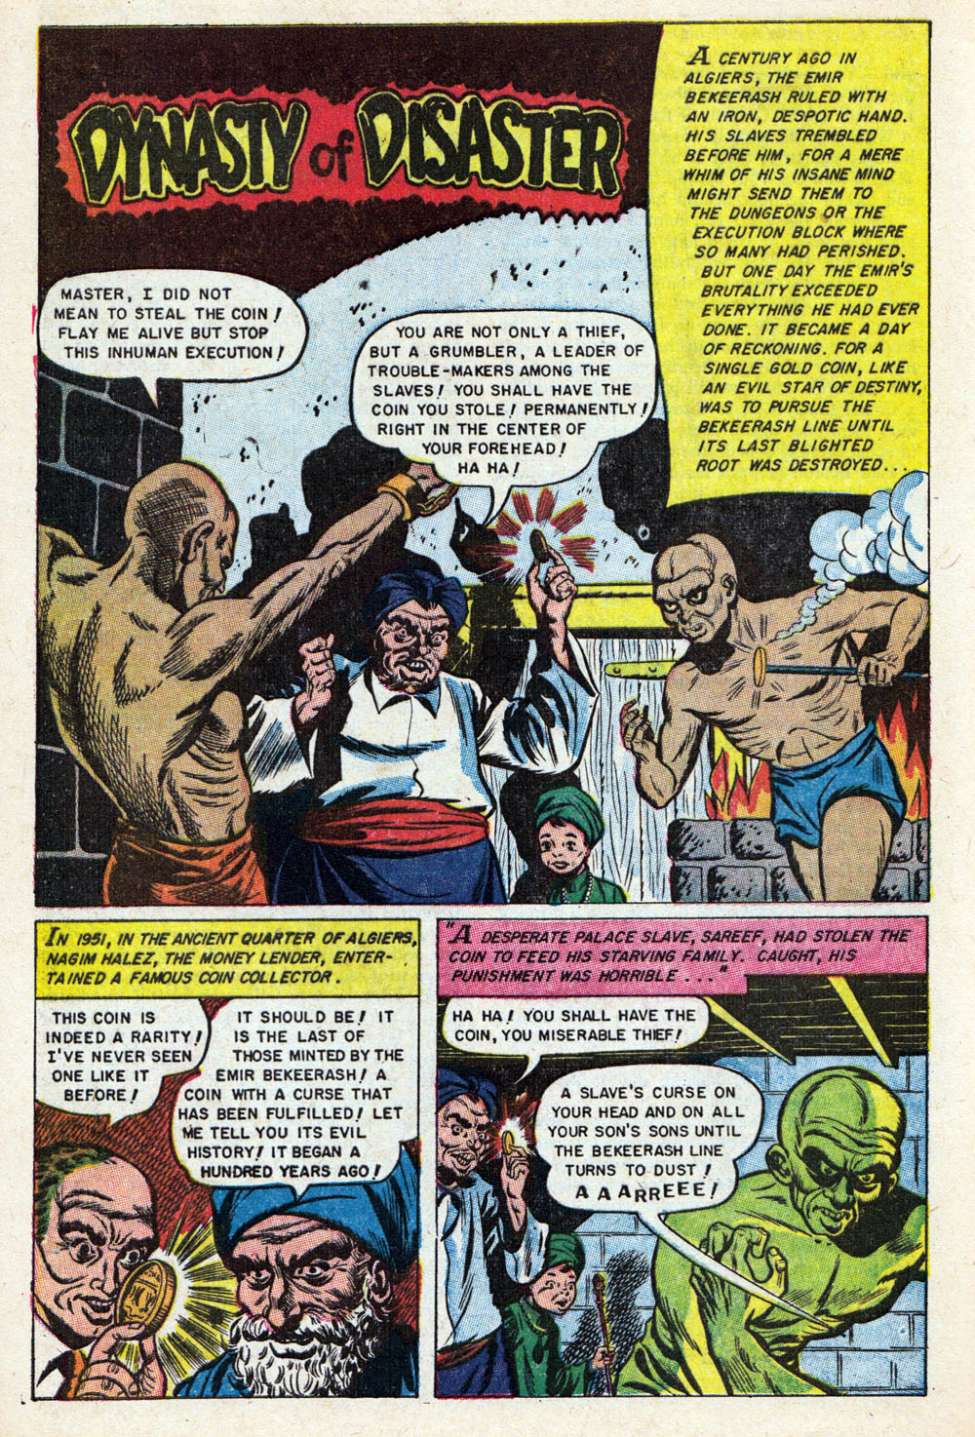 DYNASTY of DISASTER
A CENTURY AGO IN
ALGIERS, THE EMIR
BEKEERASH RULED WITH
AN IRON, DESPOTIC HAND.
HIS SLAVES TREMBLED
BEFORE HIM, FOR A MERE
WHIM OF HIS INSANE MIND
MIGHT SEND THEM TO
THE DUNGEONS OR THE
EXECUTION BLOCK WHERE
SO MANY HAD PERISHED.
BUT ONE DAY THE EMIR'S
BRUTALITY EXCEEDED
EVERYTHING HE HAD EVER
DONE. IT BECAME A DAY
OF RECKONING. FOR A
SINGLE GOLD COIN, LIKE
AN EVIL STAR OF DESTINY,
WAS TO PURSUE THE
BEKEERASH LINE UNTIL
ITS LAST BLIGHTED
ROOT WAS DESTROYED...
MASTER, I DID NOT
MEAN TO STEAL THE COIN!
FLAY ME ALIVE BUT STOP
THIS INHUMAN EXECUTION!
YOU ARE NOT ONLY A THIEF,
BUT A GRUMBLER, A LEADER OF
TROUBLE-MAKERS AMONG THE
SLAVES! YOU SHALL HAVE THE
COIN YOU STOLE! PERMANENTLY!
RIGHT IN THE CENTER OF
YOUR FOREHEAD!
HA HA!
IN 1951, IN THE ANCIENT QUARTER OF ALGIERS,
NAGIM HALEZ, THE MONEY LENDER, ENTER-
TAINED A FAMOUS COIN COLLECTOR.
THIS COIN IS
INDEED A RARITY!
I'VE NEVER SEEN
ONE LIKE IT
BEFORE!
IT SHOULD BE! IT
IS THE LAST OF
THOSE MINTED BY THE
EMIR BEKEERASH! A
COIN WITH A CURSE THAT
HAS BEEN FULFILLED! LET
ME TELL YOU ITS EVIL
HISTORY! IT BEGAN A
HUNDRED YEARS AGO!
"A DESPERATE PALACE SLAVE, SAREEF, HAD STOLEN THE
COIN TO FEED HIS STARVING FAMILY. CAUGHT, HIS
PUNISHMENT WAS HORRIBLE..."
HA HA! YOU SHALL HAVE THE
COIN, YOU MISERABLE THIEF!
A SLAVE'S CURSE ON
YOUR HEAD AND ON ALL
YOUR SON'S SONS UNTIL
THE BEKEERASH LINE
TURNS TO DUST!
AAARREEE!